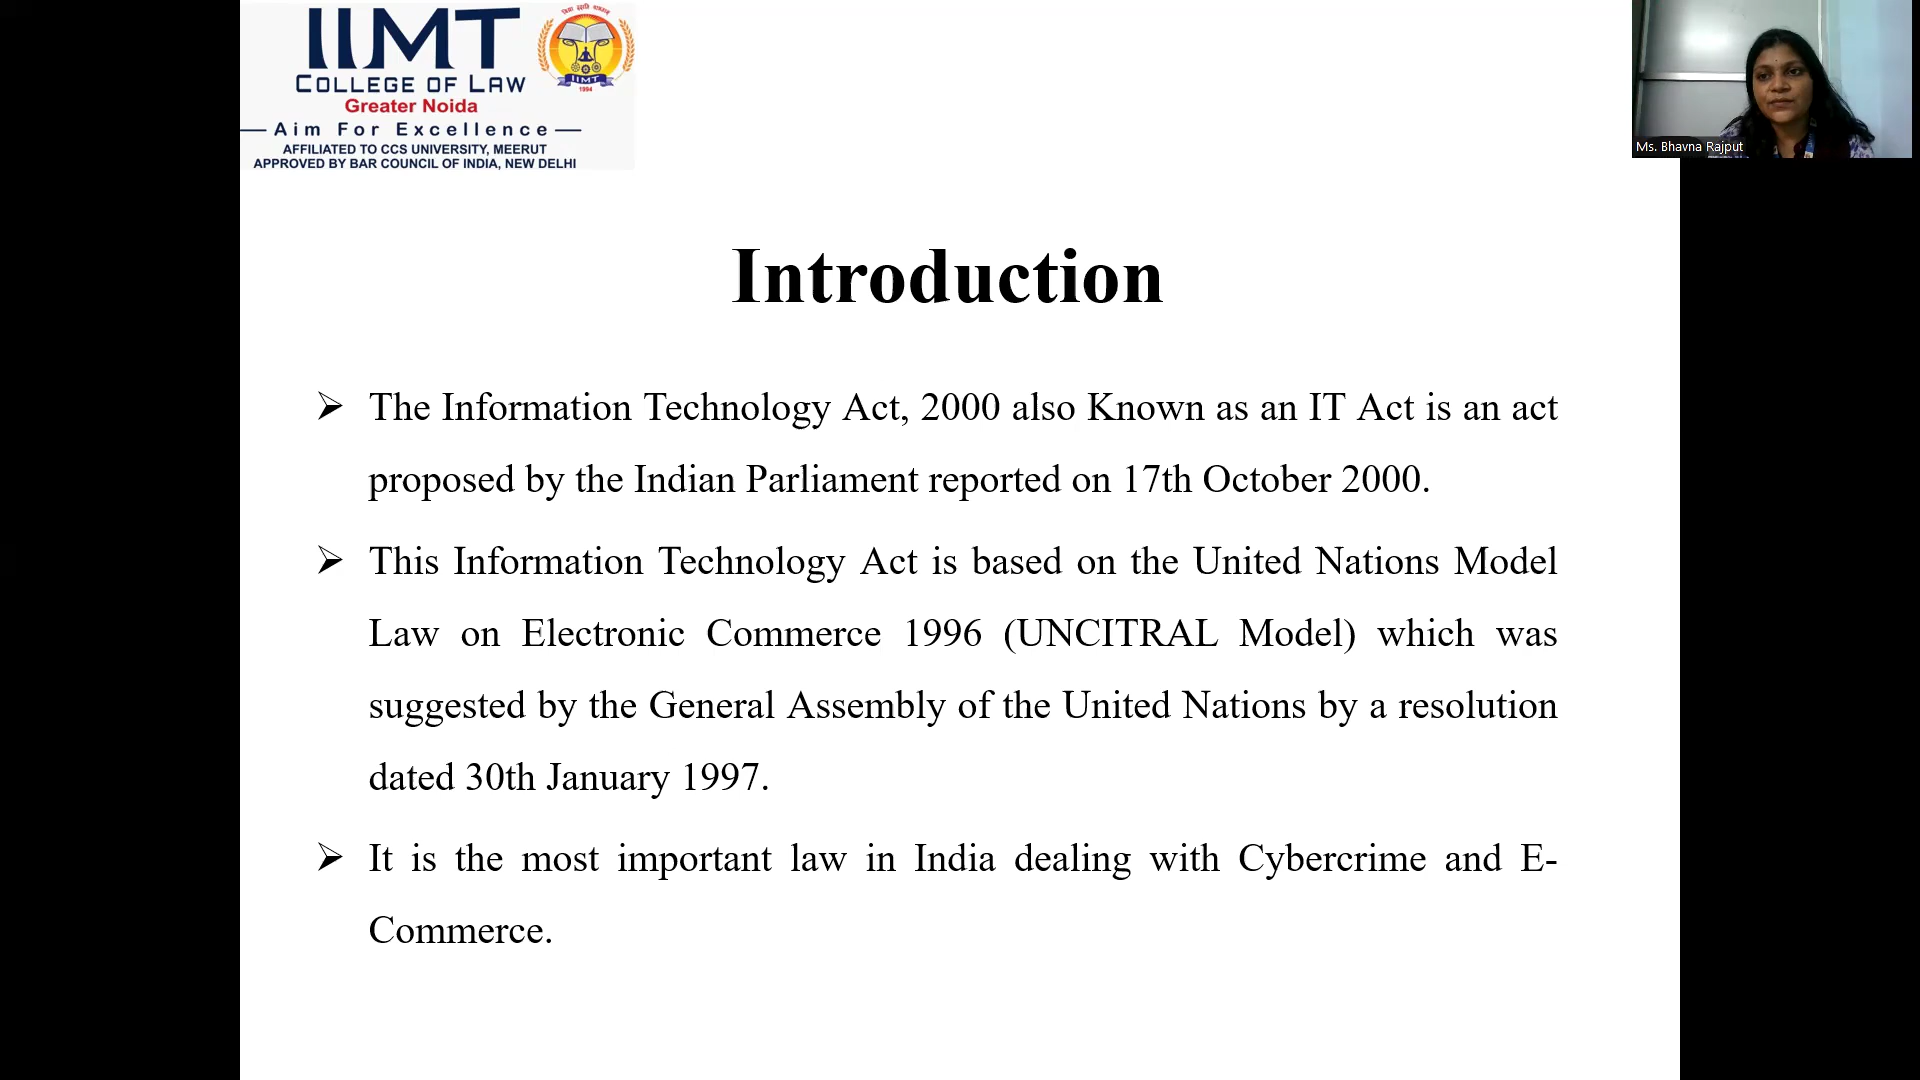 IIMT
COLLEGE OF LAW
Greater Noida
Aim For Excellence
AFFILIATED TO CCS UNIVERSITY, MEERUT
APPROVED BY BAR COUNCIL OF INDIA, NEW DELHI
IIMT
1994
Ms. Bhavna Rajput
Introduction
➢ The Information Technology Act, 2000 also Known as an IT Act is an act
proposed by the Indian Parliament reported on 17th October 2000.
➢ This Information Technology Act is based on the United Nations Model
Law on Electronic Commerce 1996 (UNCITRAL Model) which was
suggested by the General Assembly of the United Nations by a resolution
dated 30th January 1997.
➢ It is the most important law in India dealing with Cybercrime and E-
Commerce.